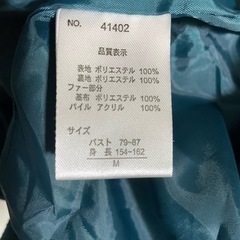 NO. 41402
品質表示
表地 ポリエステル 100%
裏地 ポリエステル 100%
ファー部分
基布 ポリエステル 100%
パイル アクリル 100%
サイズ
バスト 79-87
身長 154-162
M